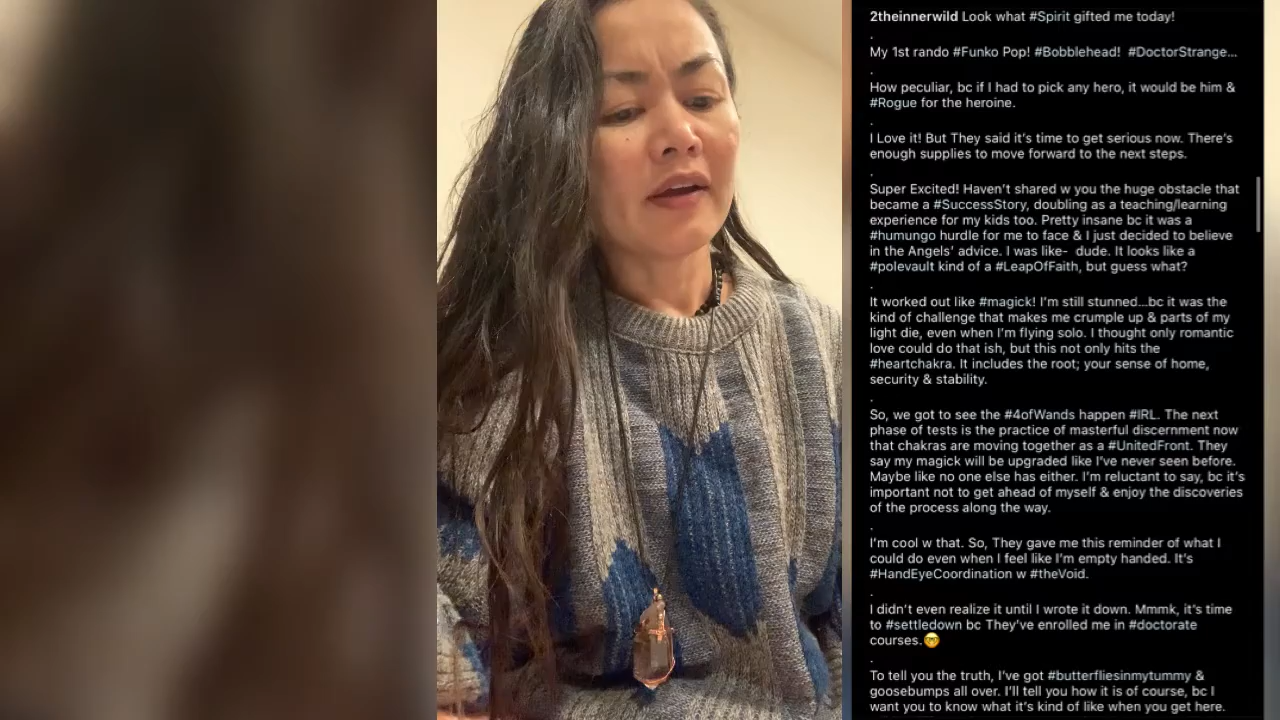 2theinnerwild Look what #Spirit gifted me today!
.
My 1st rando #Funko Pop! #Bobblehead! #DoctorStrange...
.
How peculiar, bc if I had to pick any hero, it would be him &
#Rogue for the heroine.
.
I Love it! But They said it's time to get serious now. There's
enough supplies to move forward to the next steps.
.
Super Excited! Haven't shared w you the huge obstacle that
became a #SuccessStory, doubling as a teaching/learning
experience for my kids too. Pretty insane bc it was a
#humungo hurdle for me to face & I just decided to believe
in the Angels' advice. I was like- dude. It looks like a
#polevault kind of a #LeapOfFaith, but guess what?
.
It worked out like #magick! I'm still stunned...bc it was the
kind of challenge that makes me crumple up & parts of my
light die, even when I'm flying solo. I thought only romantic
love could do that ish, but this not only hits the
#heartchakra. It includes the root; your sense of home,
security & stability.
.
So, we got to see the #4ofWands happen #IRL. The next
phase of tests is the practice of masterful discernment now
that chakras are moving together as a #UnitedFront. They
say my magick will be upgraded like I've never seen before.
Maybe like no one else has either. I'm reluctant to say, bc it's
important not to get ahead of myself & enjoy the discoveries
of the process along the way.
.
I'm cool w that. So, They gave me this reminder of what I
could do even when I feel like I'm empty handed. It's
#HandEyeCoordination w #theVoid.
.
I didn't even realize it until I wrote it down. Mmmk, it's time
to #settledown bc They've enrolled me in #doctorate
courses.🤓
.
To tell you the truth, I've got #butterfliesinmytummy &
goosebumps all over. I'll tell you how it is of course, bc I
want you to know what it's kind of like when you get here.